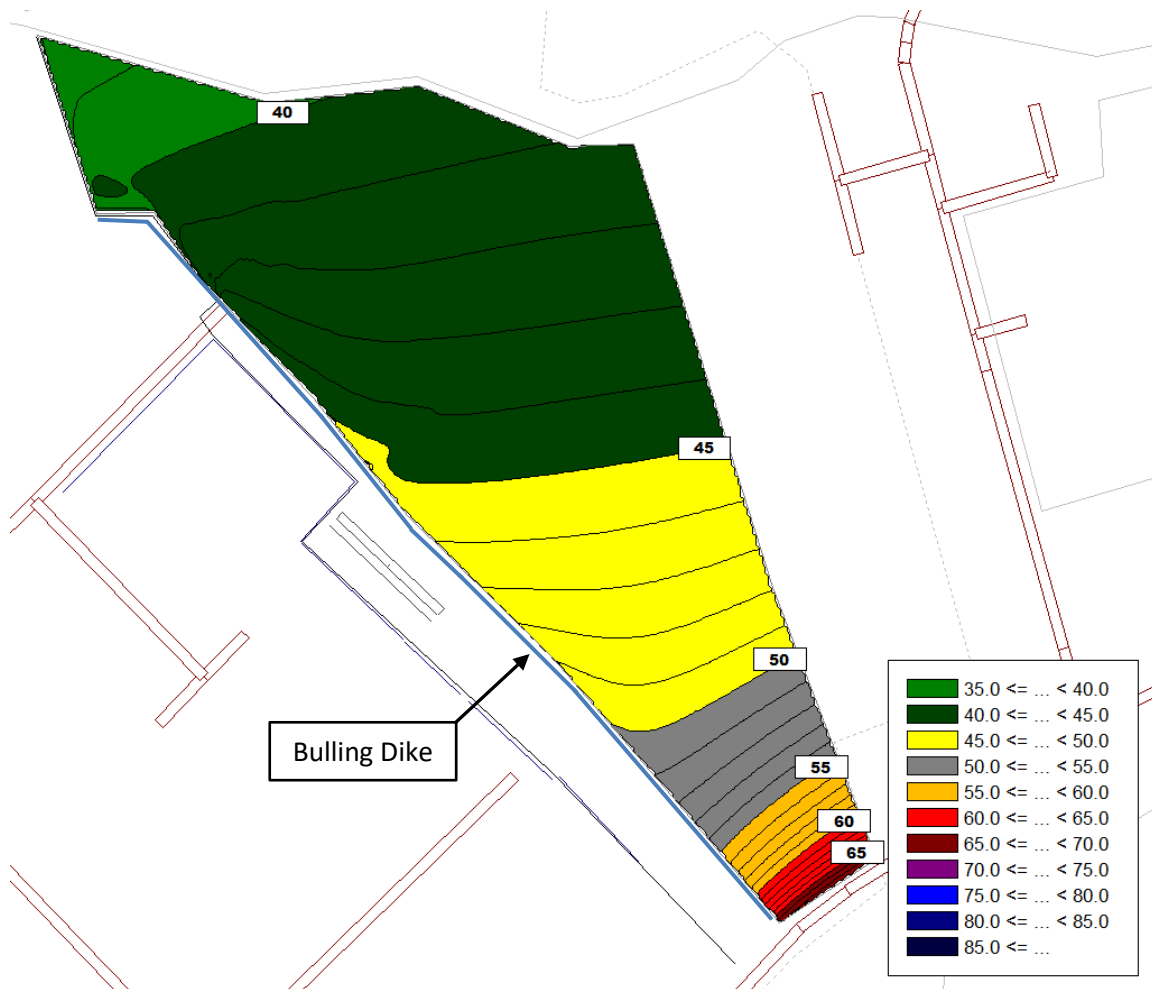 40
45
50
55
60
65
Bulling Dike
35.0 <= ... < 40.0
40.0 <= ... < 45.0
45.0 <= ... < 50.0
50.0 <= ... < 55.0
55.0 <= ... < 60.0
60.0 <= ... < 65.0
65.0 <= ... < 70.0
70.0 <= ... < 75.0
75.0 <= ... < 80.0
80.0 <= ... < 85.0
85.0 <= ...